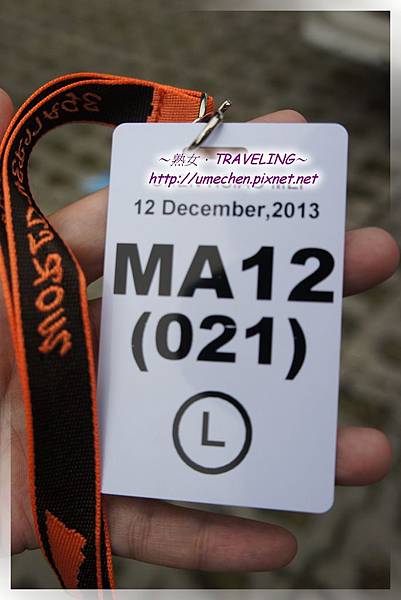 ～熟女‧TRAVELING～
http://umechen.pixnet.net
12 December,2013
MA12
(021)
L